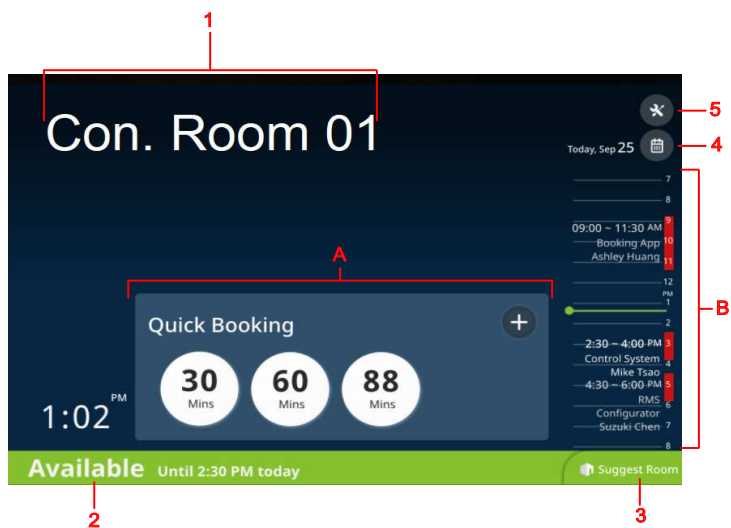 1
Con. Room 01
5
Today, Sep 25
4
7
8
9
09:00 ~ 11:30 AM
Booking App
10
Ashley Huang
11
A
12
PM
1
B
Quick Booking
+
2
2:30 ~ 4:00 PM
3
Control System
4
Mike Tsao
30
Mins
60
Mins
88
Mins
4:30 ~ 6:00 PM
5
RMS
6
Configurator
Suzuki Chen
7
1:02 PM
8
Available Until 2:30 PM today
Suggest Room
2
3